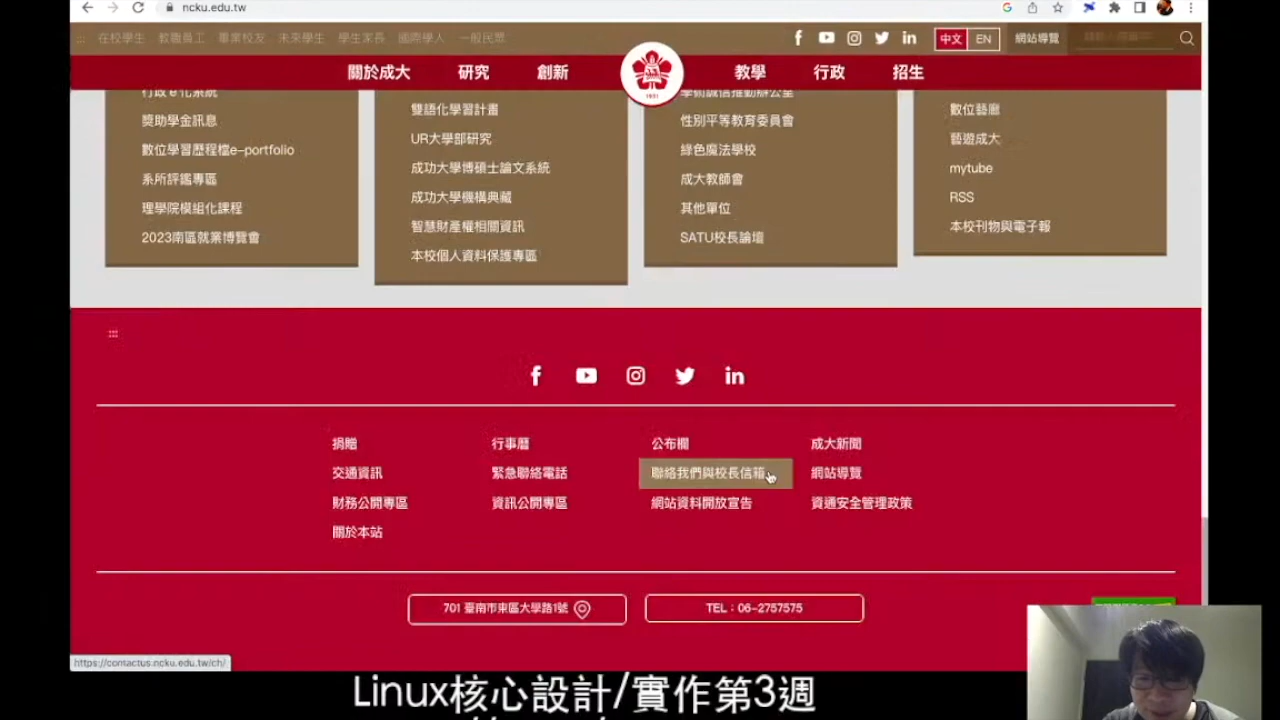 ncku.edu.tw
在校學生 教職員工 畢業校友 未來學生 學生家長 國際學人 一般民眾
中文 EN 網站導覽
關於成大 研究 創新 教學 行政 招生
1931
行政 e 化系統
獎助學金訊息
數位學習歷程檔e-portfolio
系所評鑑專區
理學院模組化課程
2023南區就業博覽會
雙語化學習計畫
UR大學部研究
成功大學博碩士論文系統
成功大學機構典藏
智慧財產權相關資訊
本校個人資料保護專區
學術誠信推動辦公室
性別平等教育委員會
綠色魔法學校
成大教師會
其他單位
SATU校長論壇
數位藝廊
藝遊成大
mytube
RSS
本校刊物與電子報
捐贈 行事曆 公布欄 成大新聞
交通資訊 緊急聯絡電話 聯絡我們與校長信箱 網站導覽
財務公開專區 資訊公開專區 網站資料開放宣告 資通安全管理政策
關於本站
701 臺南市東區大學路1號 TEL：06-2757575
https://contactus.ncku.edu.tw/ch/
Linux核心設計/實作第3週